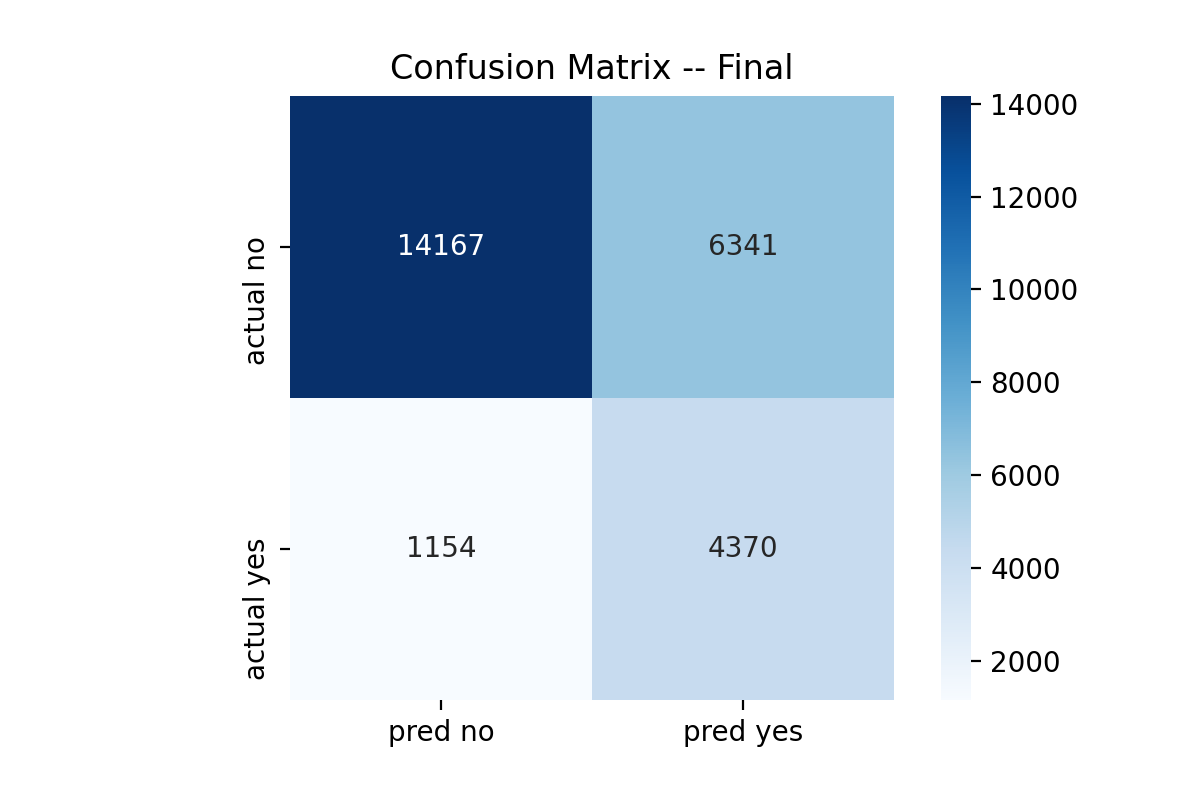 Confusion Matrix -- Final
14000
12000
10000
8000
6000
4000
2000
actual no
14167
6341
actual yes
1154
4370
pred no
pred yes